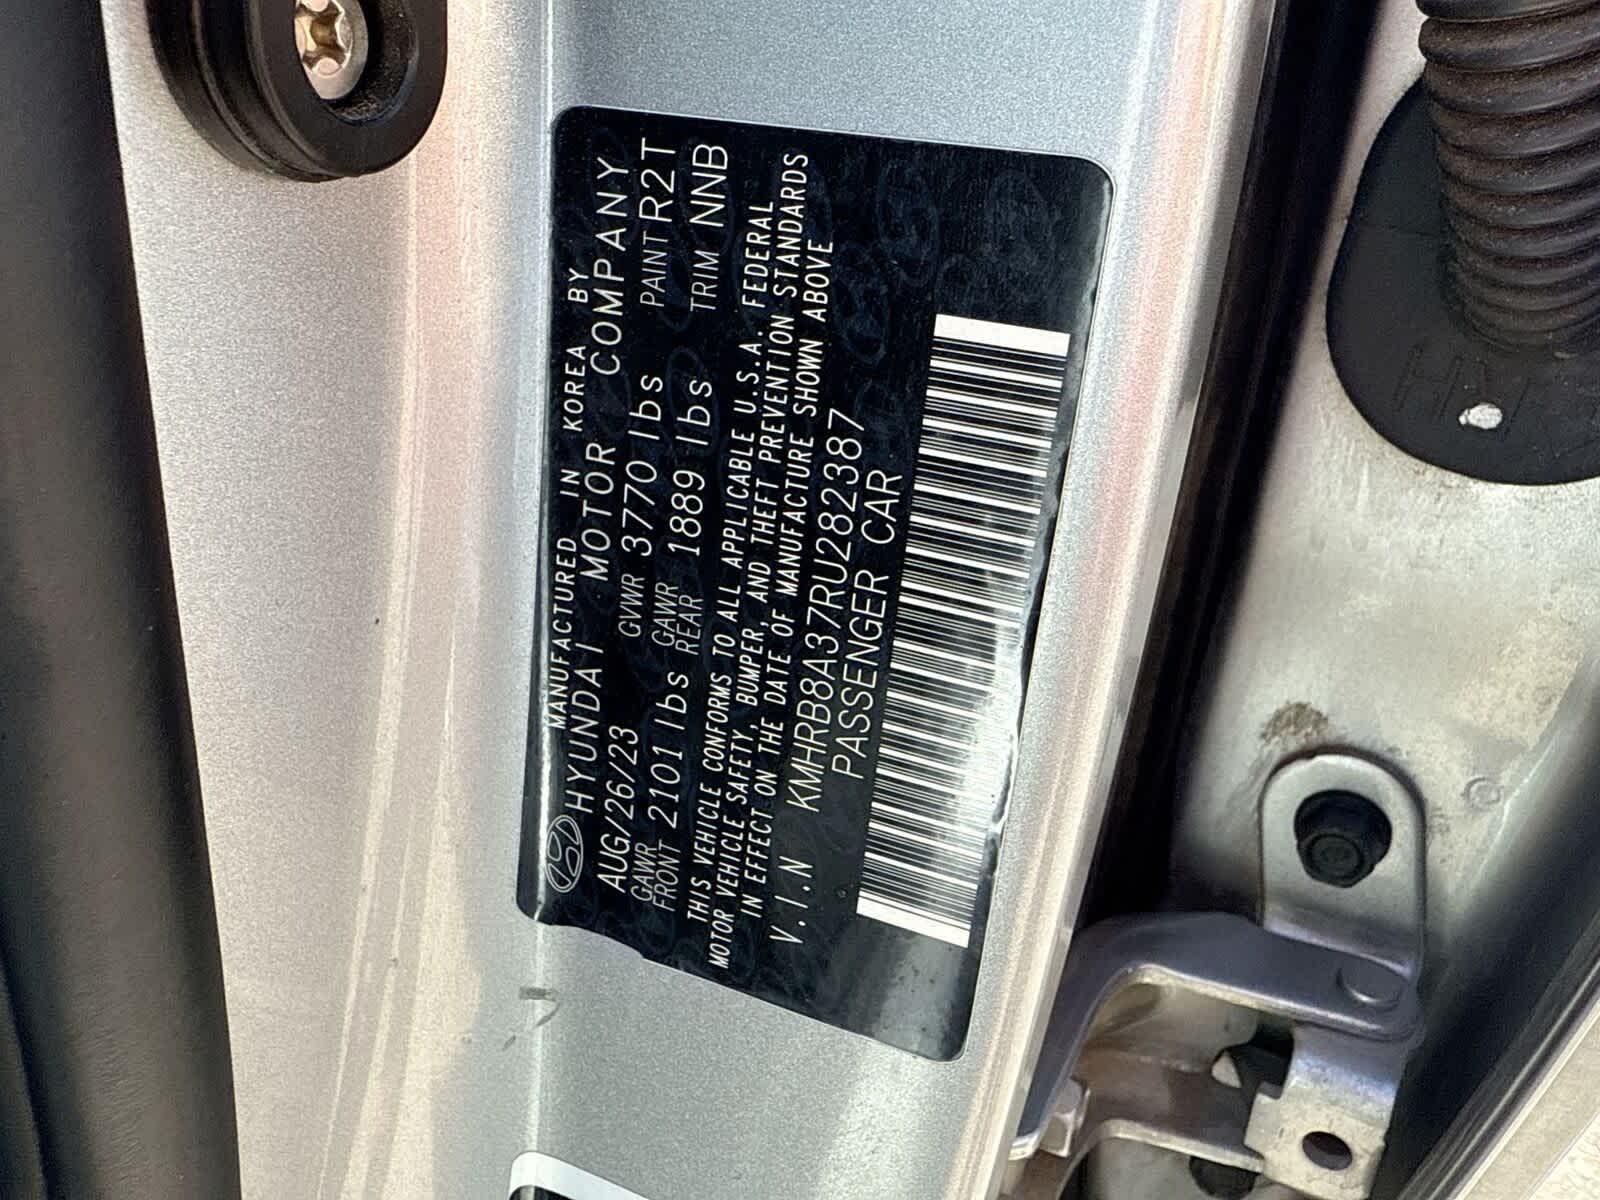 MANUFACTURED IN KOREA BY
HYUNDAI MOTOR COMPANY
AUG/26/23 GVWR 3770 lbs PAINT R2T
GAWR FRONT 2101 lbs GAWR REAR 1889 lbs TRIM NNB
THIS VEHICLE CONFORMS TO ALL APPLICABLE U.S.A. FEDERAL
MOTOR VEHICLE SAFETY, BUMPER, AND THEFT PREVENTION STANDARDS
IN EFFECT ON THE DATE OF MANUFACTURE SHOWN ABOVE
V.I.N KMHRB8A37RU282387
PASSENGER CAR